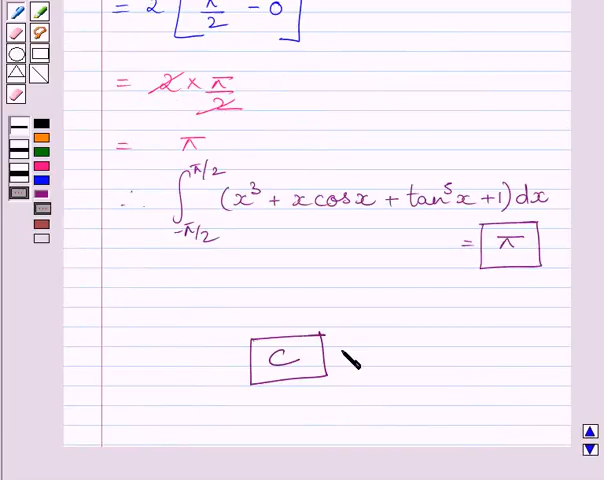 = 2 [ π/2 - 0 ]
= 2 × π/2
= π
∴ ∫_{-π/2}^{π/2} (x³ + x cos x + tan⁵x + 1) dx
= π
C